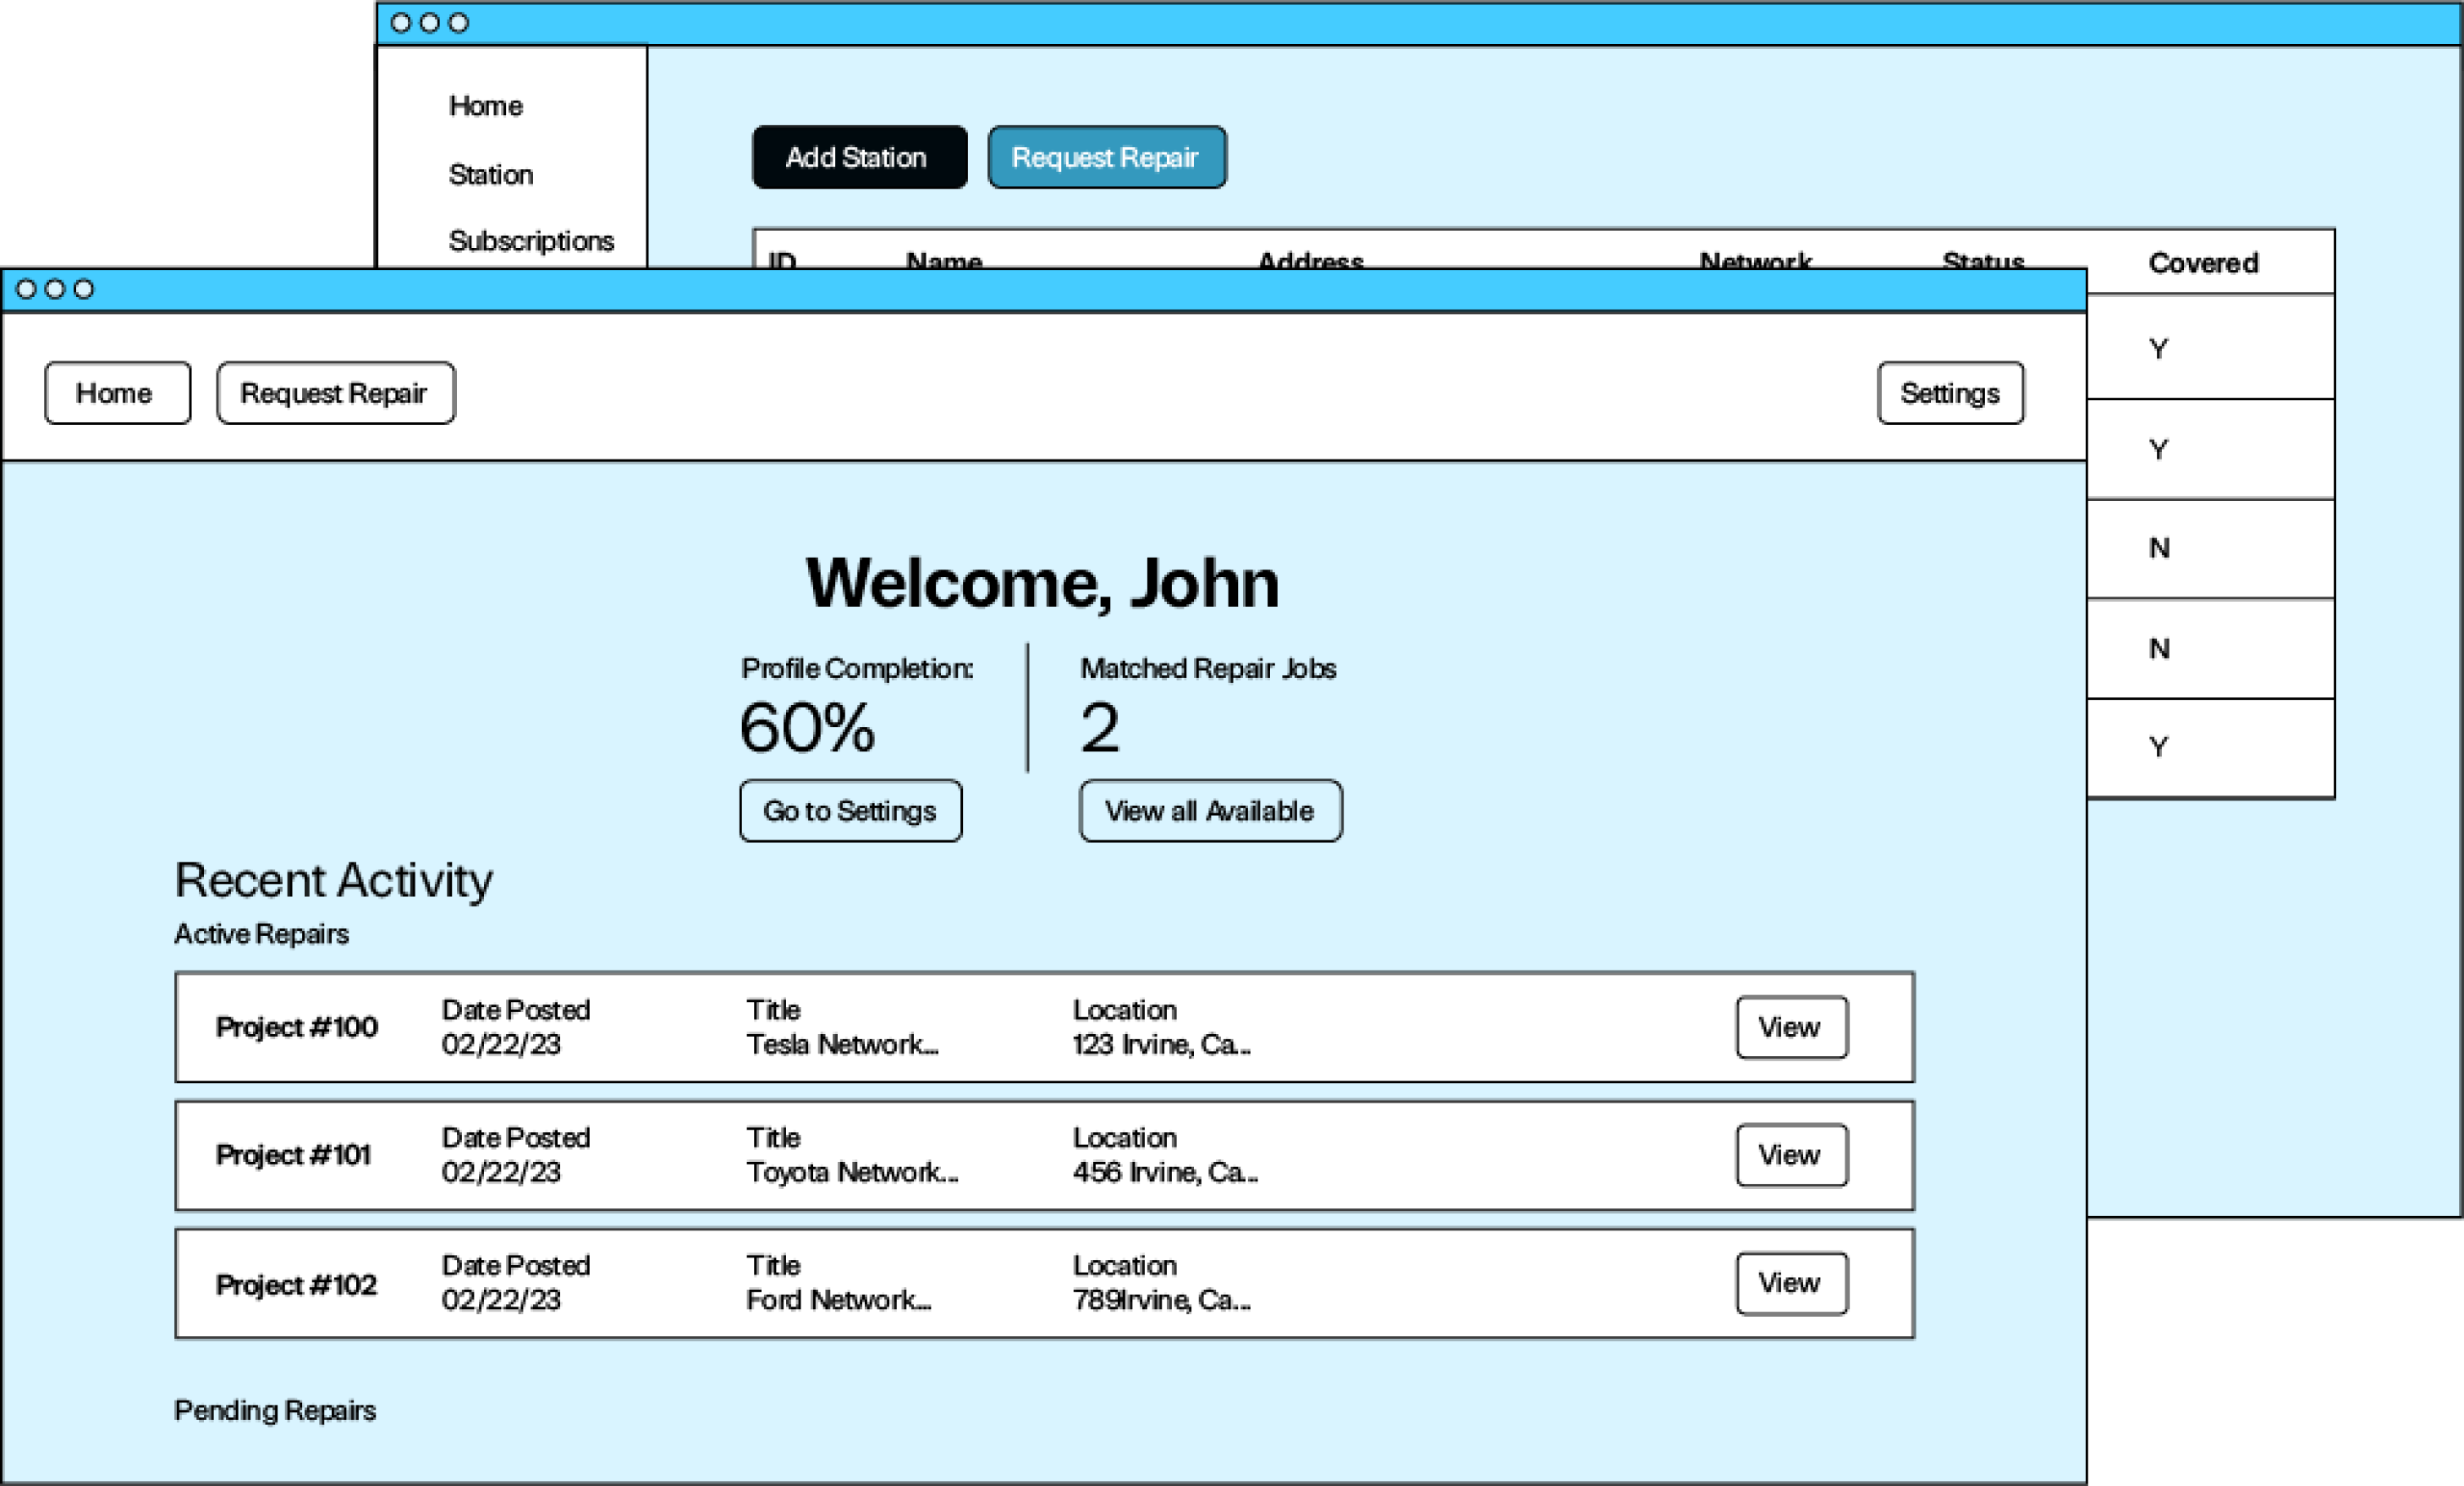 Home
Station
Subscriptions
Add Station
Request Repair
ID Name Address Network Status Covered
Y
Y
N
N
Y
Home
Request Repair
Settings
Welcome, John
Profile Completion:
60%
Go to Settings
Matched Repair Jobs
2
View all Available
Recent Activity
Active Repairs
Project #100
Date Posted
02/22/23
Title
Tesla Network...
Location
123 Irvine, Ca...
View
Project #101
Date Posted
02/22/23
Title
Toyota Network...
Location
456 Irvine, Ca...
View
Project #102
Date Posted
02/22/23
Title
Ford Network...
Location
789Irvine, Ca...
View
Pending Repairs